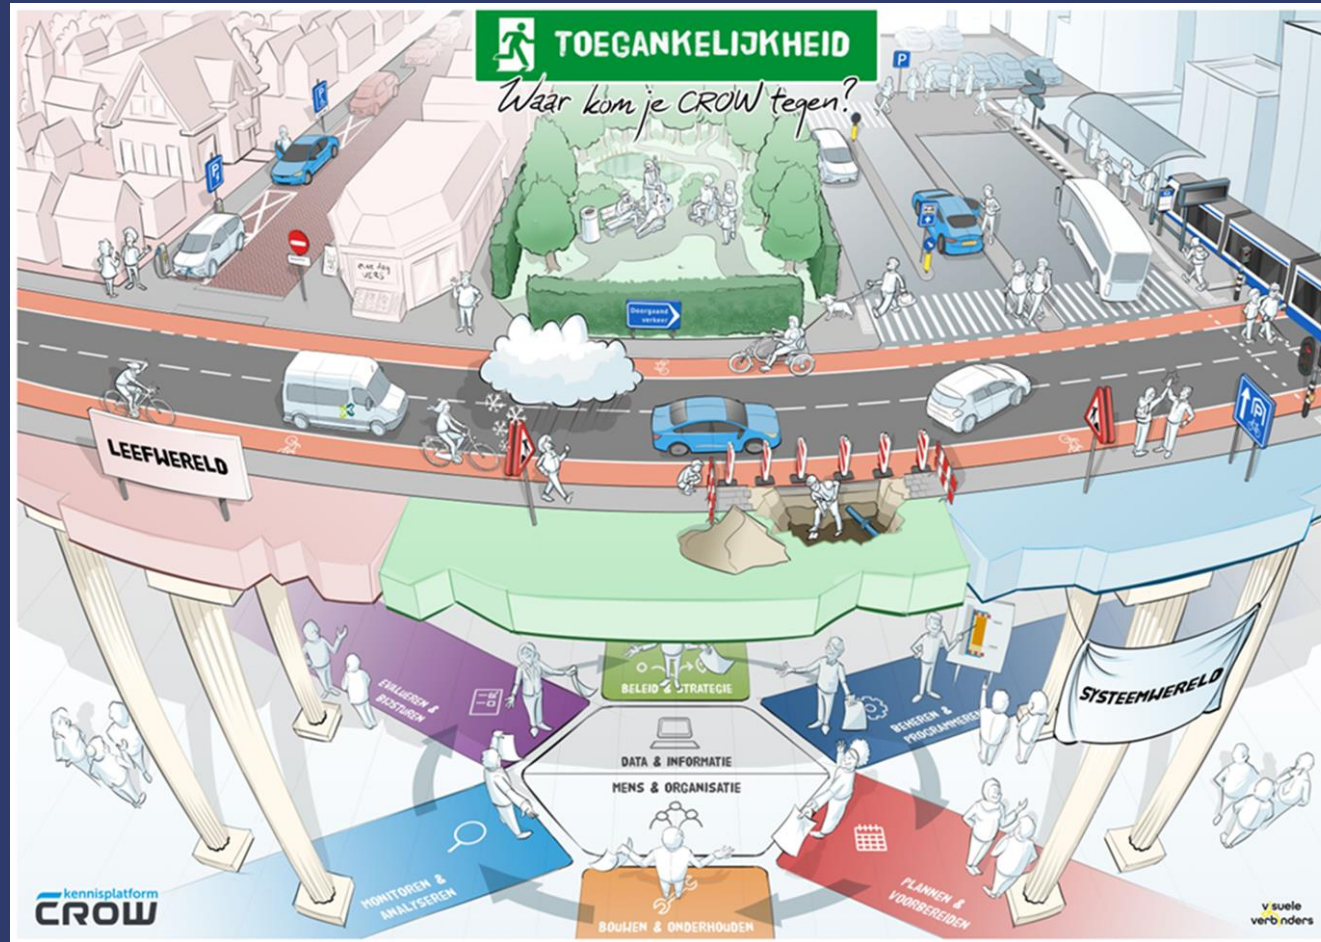 TOEGANKELIJKHEID
Waar kom je CROW tegen?
P
Doorgaand
verkeer
LEEFWERELD
SYSTEEMWERELD
EVALUEREN &
BIJSTUREN
BELEID & STRATEGIE
BEHEREN &
PROGRAMMEREN
DATA & INFORMATIE
MENS & ORGANISATIE
MONITOREN &
ANALYSEREN
BOUWEN & ONDERHOUDEN
PLANNEN &
VOORBEREIDEN
kennisplatform
CROW
visuele
verbinders